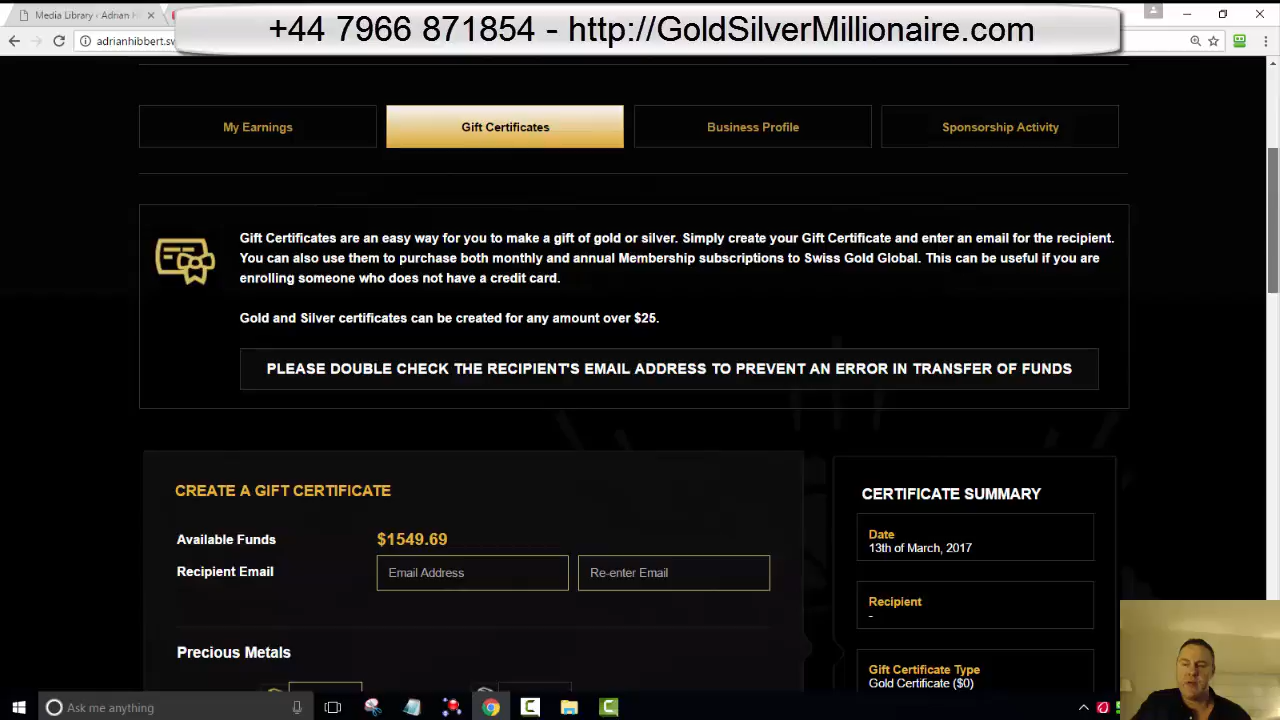 Media Library ‹ Adrian H
+44 7966 871854 - http://GoldSilverMillionaire.com
adrianhibbert.sw
My Earnings
Gift Certificates
Business Profile
Sponsorship Activity
Gift Certificates are an easy way for you to make a gift of gold or silver. Simply create your Gift Certificate and enter an email for the recipient.
You can also use them to purchase both monthly and annual Membership subscriptions to Swiss Gold Global. This can be useful if you are
enrolling someone who does not have a credit card.
Gold and Silver certificates can be created for any amount over $25.
PLEASE DOUBLE CHECK THE RECIPIENT'S EMAIL ADDRESS TO PREVENT AN ERROR IN TRANSFER OF FUNDS
CREATE A GIFT CERTIFICATE
Available Funds
$1549.69
Recipient Email
Email Address
Re-enter Email
Precious Metals
CERTIFICATE SUMMARY
Date
13th of March, 2017
Recipient
-
Gift Certificate Type
Gold Certificate ($0)
Ask me anything